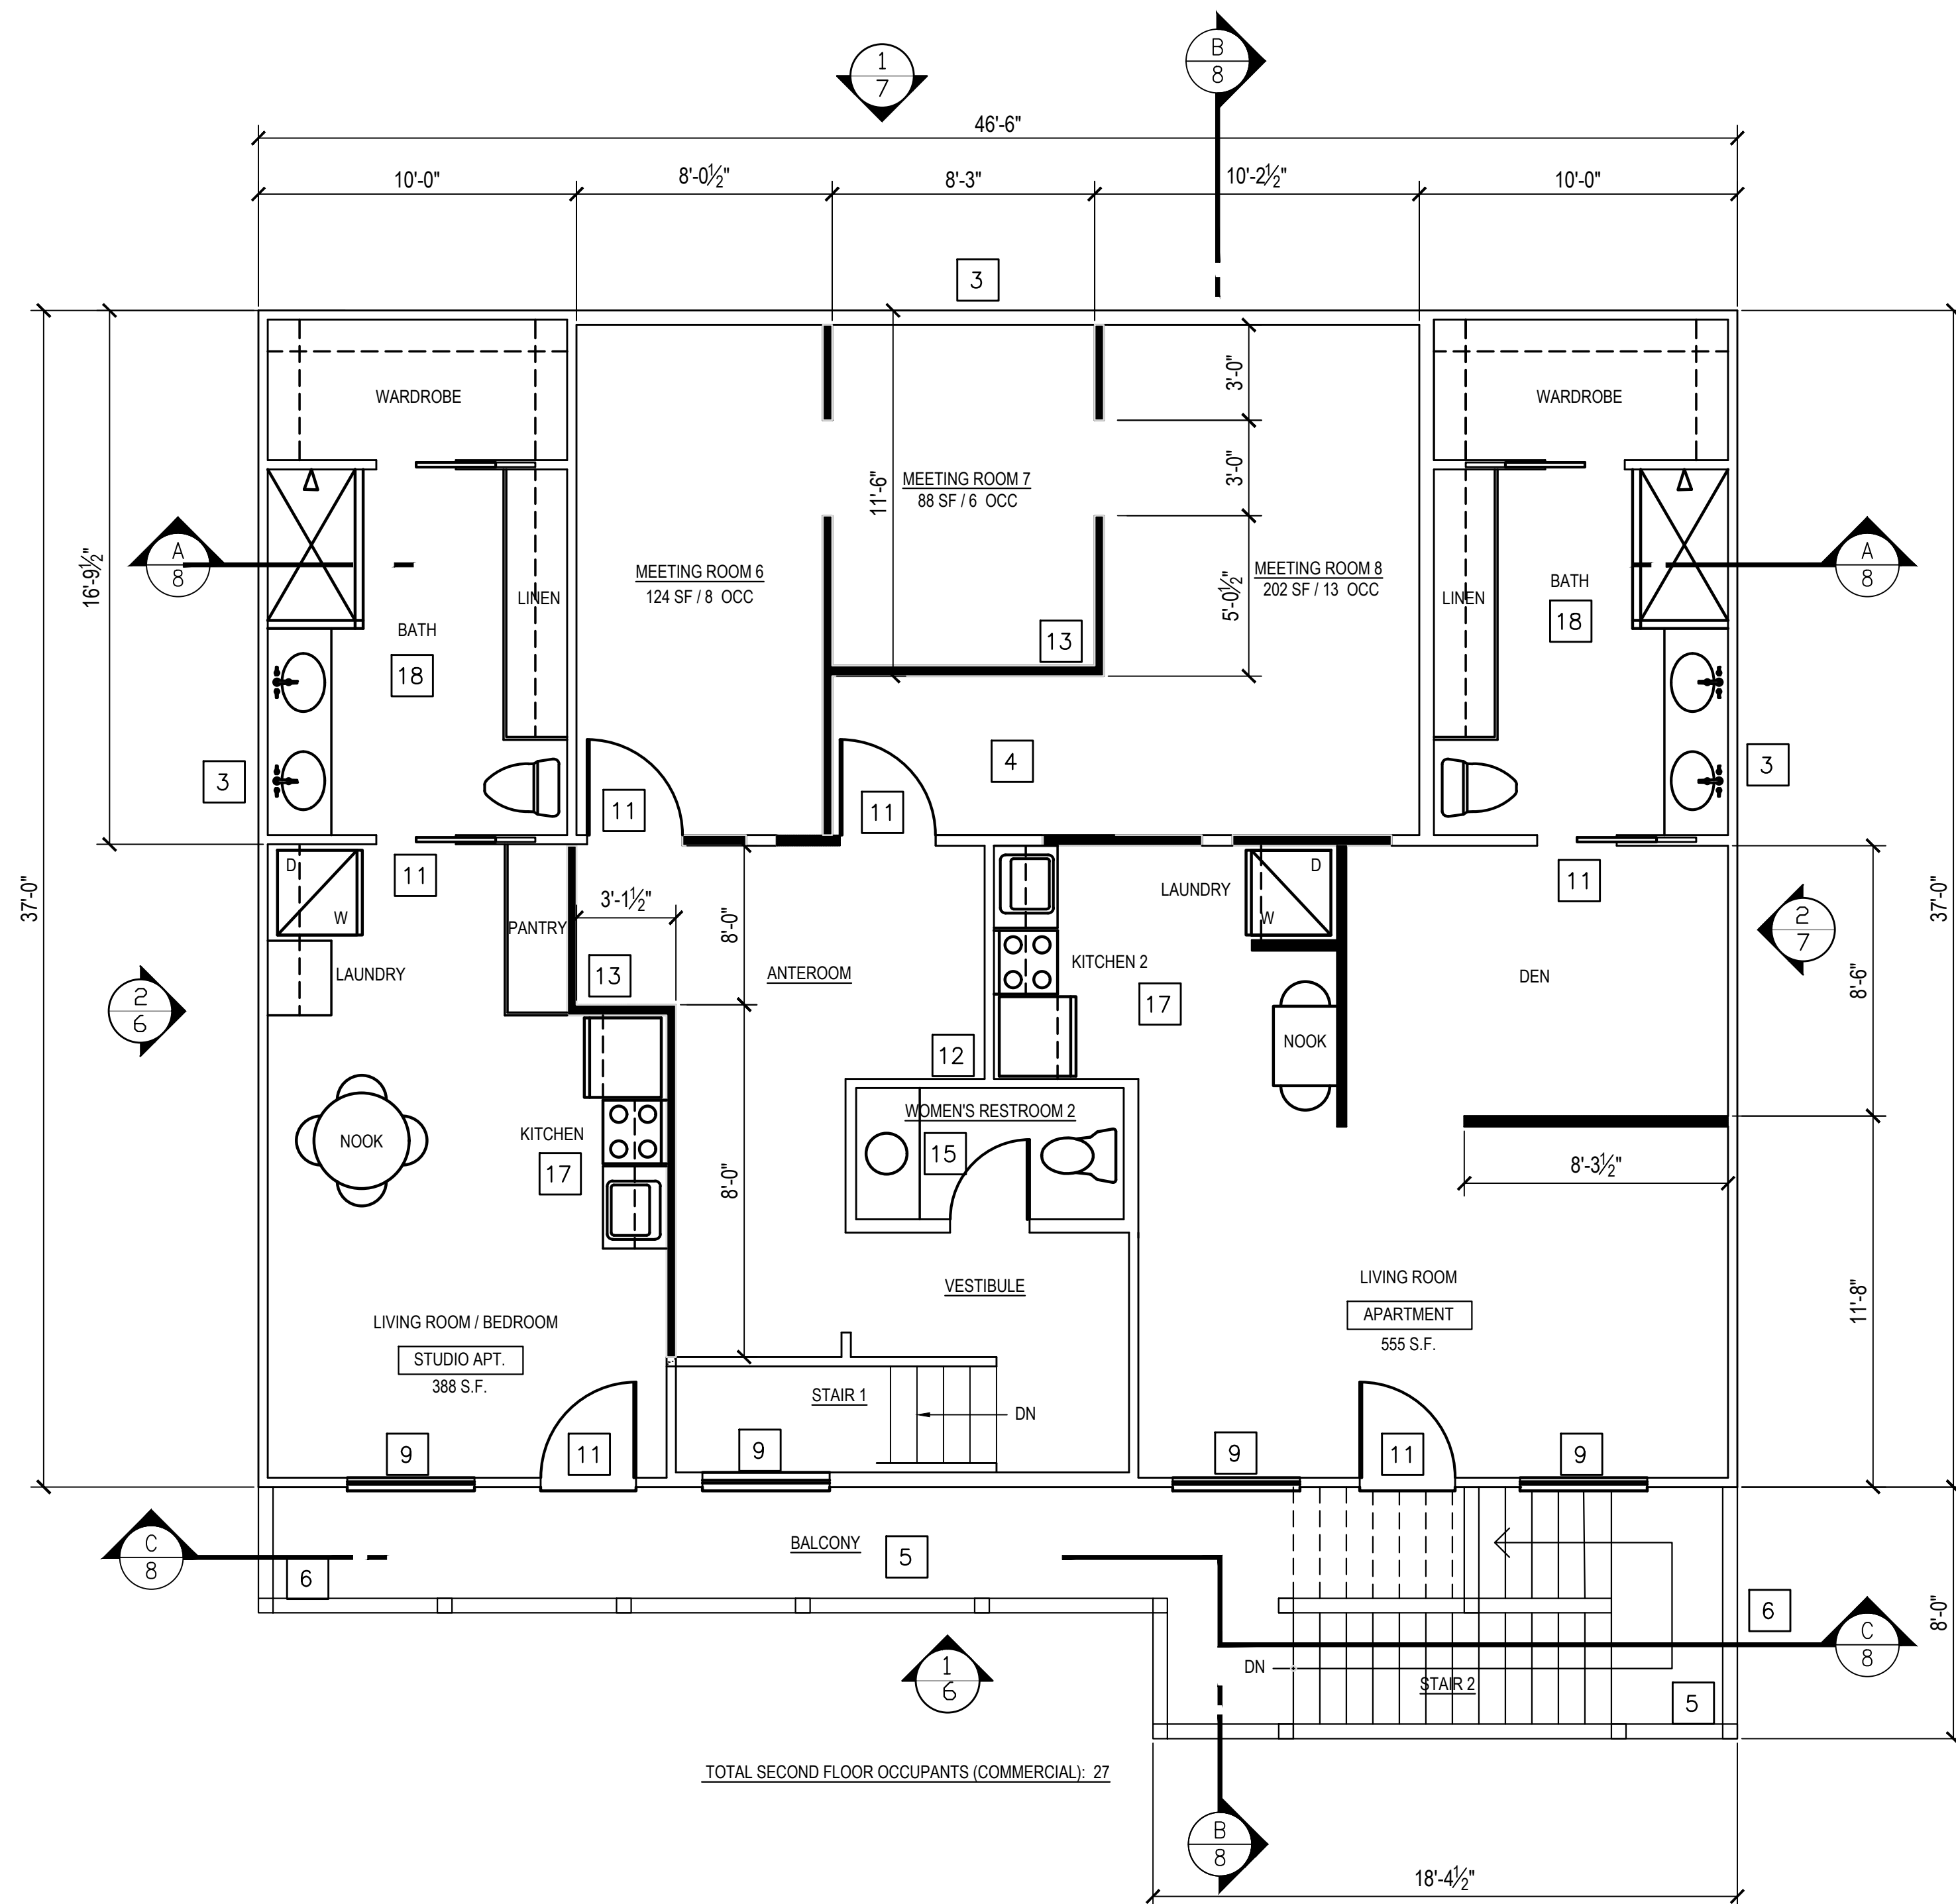 1
7
B
8
46'-6"
10'-0"
8'-0½"
8'-3"
10'-2½"
10'-0"
3
WARDROBE
WARDROBE
3'-0"
3'-0"
5'-0½"
11'-6"
MEETING ROOM 7
88 SF / 6 OCC
MEETING ROOM 6
124 SF / 8 OCC
MEETING ROOM 8
202 SF / 13 OCC
16'-9½"
37'-0"
A
8
A
8
LINEN
LINEN
BATH
18
BATH
18
13
3
4
3
11
11
D
W
11
PANTRY
LAUNDRY
3'-1½"
8'-0"
13
ANTEROOM
LAUNDRY
D
W
KITCHEN 2
17
NOOK
12
11
DEN
2
7
37'-0"
8'-6"
2
6
NOOK
KITCHEN
17
8'-0"
WOMEN'S RESTROOM 2
15
8'-3½"
VESTIBULE
LIVING ROOM
APARTMENT
555 S.F.
11'-8"
LIVING ROOM / BEDROOM
STUDIO APT.
388 S.F.
STAIR 1
DN
9
11
9
9
11
9
C
8
BALCONY
5
6
6
8'-0"
C
8
1
6
DN
STAIR 2
5
TOTAL SECOND FLOOR OCCUPANTS (COMMERCIAL): 27
B
8
18'-4½"